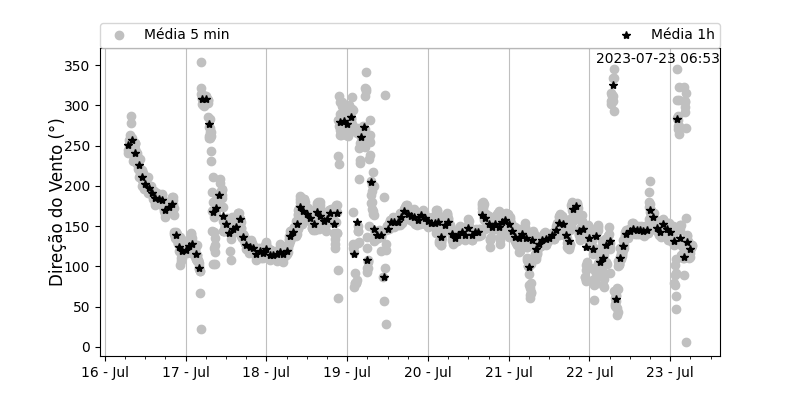 Média 5 min
Média 1h
2023-07-23 06:53
Direção do Vento (°)
350
300
250
200
150
100
50
0
16 - Jul
17 - Jul
18 - Jul
19 - Jul
20 - Jul
21 - Jul
22 - Jul
23 - Jul